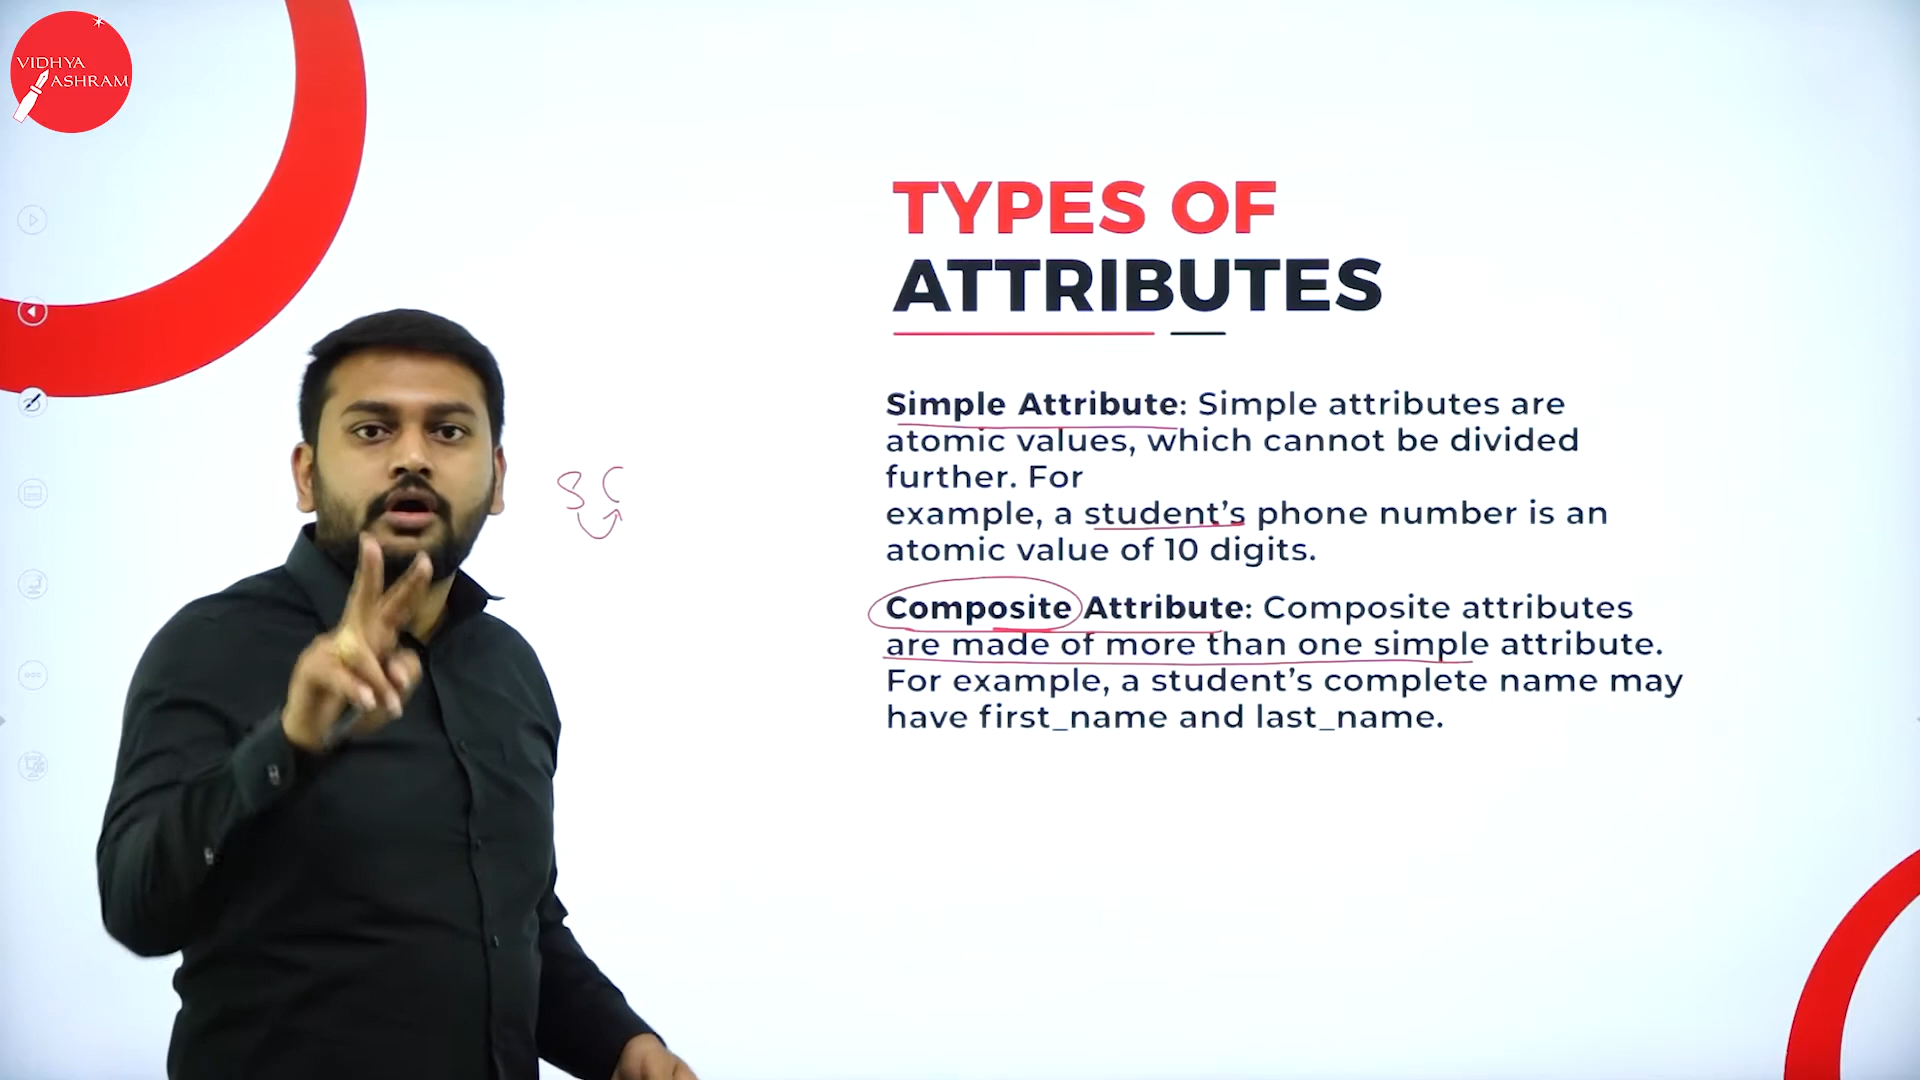 VIDHYA
ASHRAM
TYPES OF
ATTRIBUTES
Simple Attribute: Simple attributes are
atomic values, which cannot be divided
further. For
example, a student’s phone number is an
atomic value of 10 digits.
Composite Attribute: Composite attributes
are made of more than one simple attribute.
For example, a student’s complete name may
have first_name and last_name.
S C